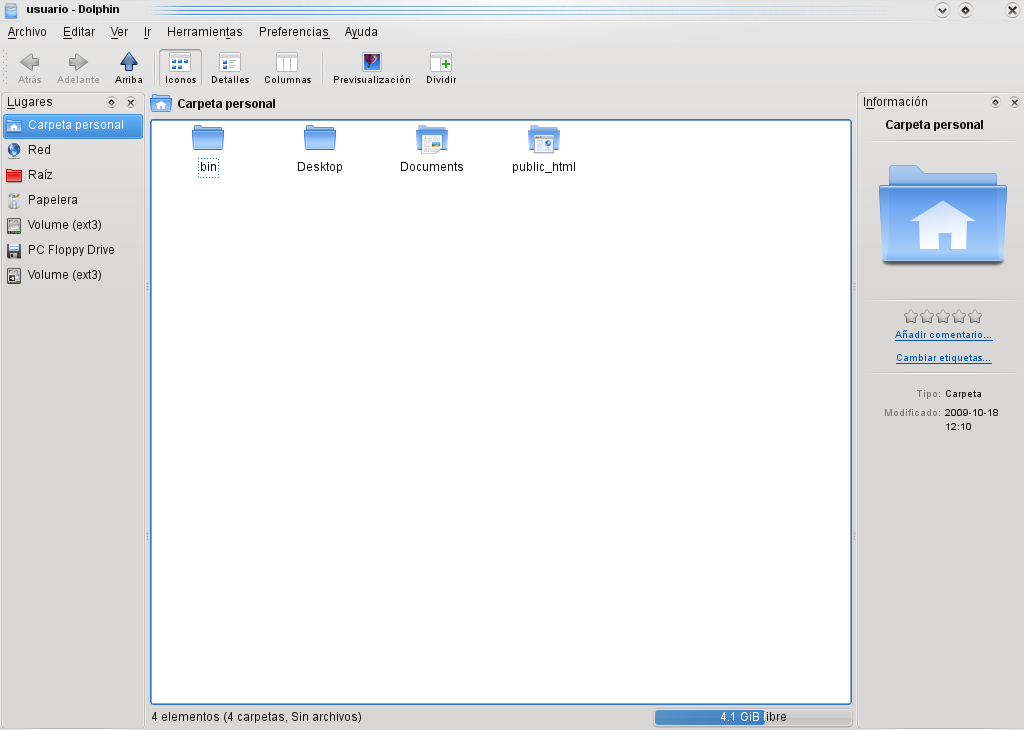 usuario - Dolphin
Archivo Editar Ver Ir Herramientas Preferencias Ayuda
Atrás Adelante Arriba Iconos Detalles Columnas Previsualización Dividir
Lugares
Carpeta personal
Red
Raíz
Papelera
Volume (ext3)
PC Floppy Drive
Volume (ext3)
Carpeta personal
bin Desktop Documents public_html
4 elementos (4 carpetas, Sin archivos)
4.1 GiB libre
Información
Carpeta personal
Añadir comentario...
Cambiar etiquetas...
Tipo: Carpeta
Modificado: 2009-10-18
12:10